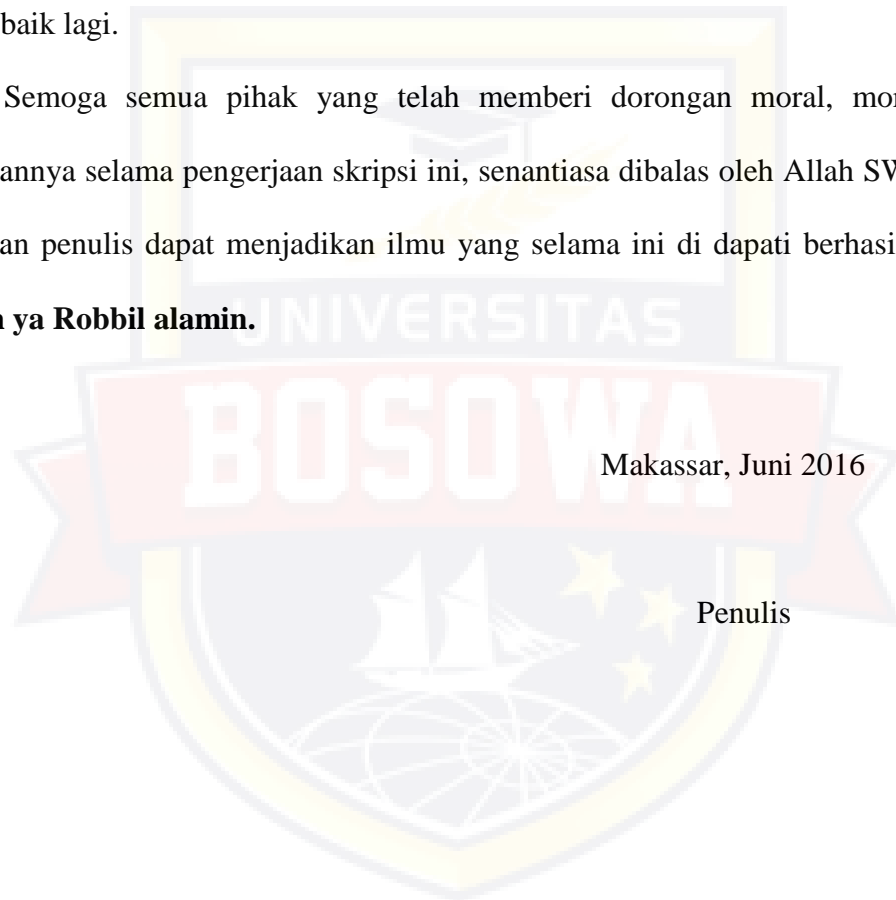 baik lagi.
Semoga semua pihak yang telah memberi dorongan moral, mor
annya selama pengerjaan skripsi ini, senantiasa dibalas oleh Allah SW
an penulis dapat menjadikan ilmu yang selama ini di dapati berhasi
ya Robbil alamin.
UNIVERSITAS
BOSOWA
Makassar, Juni 2016
Penulis